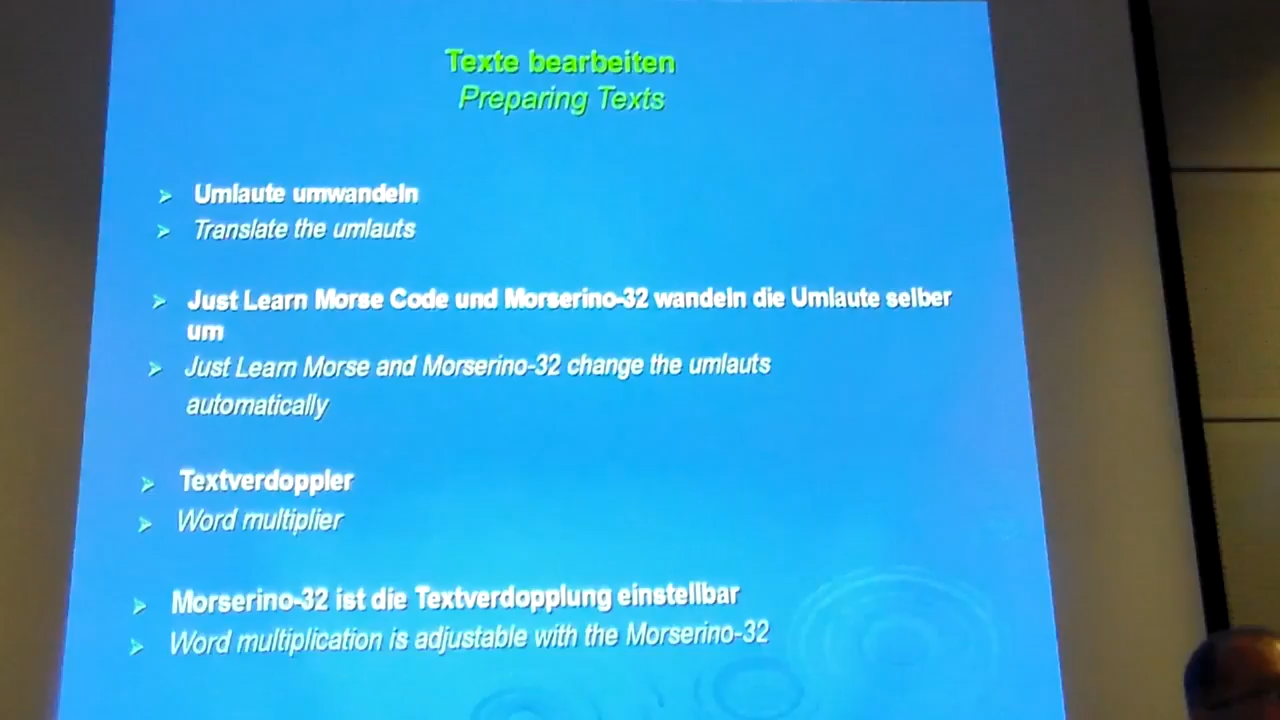 Texte bearbeiten
Preparing Texts
Umlaute umwandeln
Translate the umlauts
Just Learn Morse Code und Morserino-32 wandeln die Umlaute selber
um
Just Learn Morse and Morserino-32 change the umlauts
automatically
Textverdoppler
Word multiplier
Morserino-32 ist die Textverdopplung einstellbar
Word multiplication is adjustable with the Morserino-32